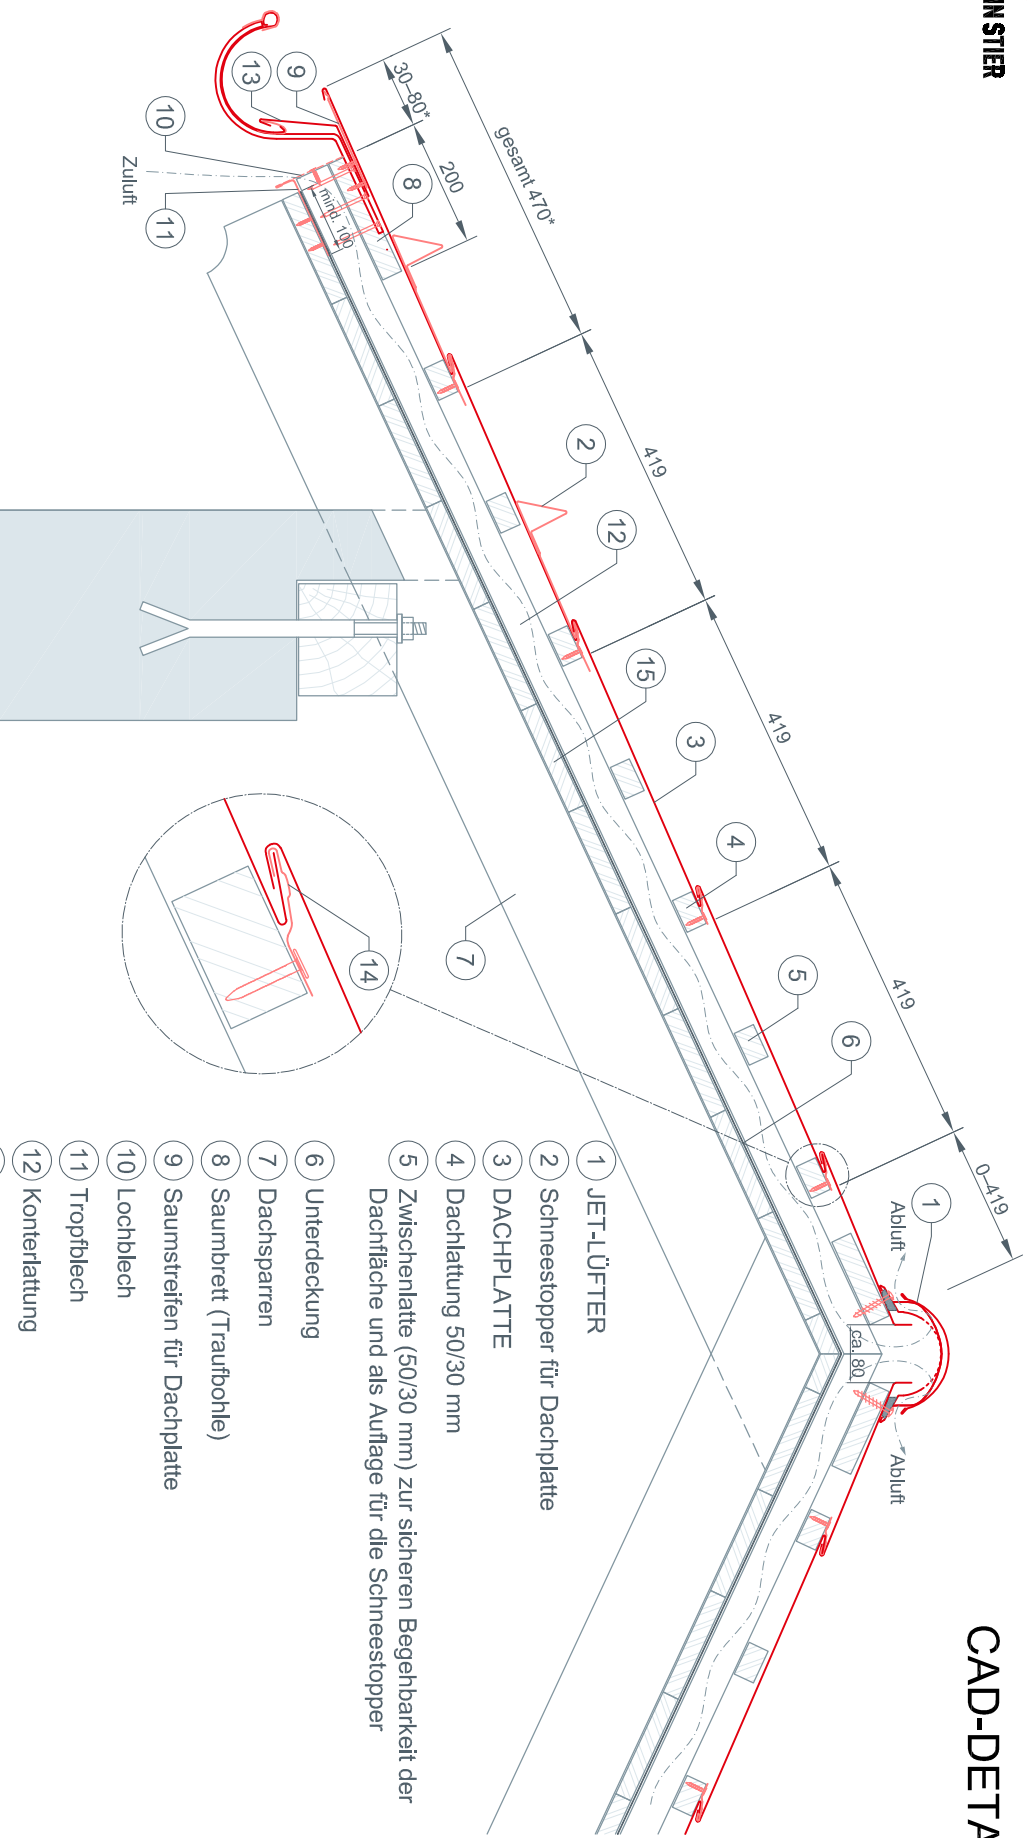 IN STIER
CAD-DETA
gesamt 470*
30–80*
200
419
419
419
0–419
9
13
10
11
8
Zuluft
mind. 100
2
12
15
3
4
5
6
1
7
14
Abluft
Abluft
ca. 80
1 JET-LÜFTER
2 Schneestopper für Dachplatte
3 DACHPLATTE
4 Dachlattung 50/30 mm
5 Zwischenlatte (50/30 mm) zur sicheren Begehbarkeit der
Dachfläche und als Auflage für die Schneestopper
6 Unterdeckung
7 Dachsparren
8 Saumbrett (Traufbohle)
9 Saumstreifen für Dachplatte
10 Lochblech
11 Tropfblech
12 Konterlattung